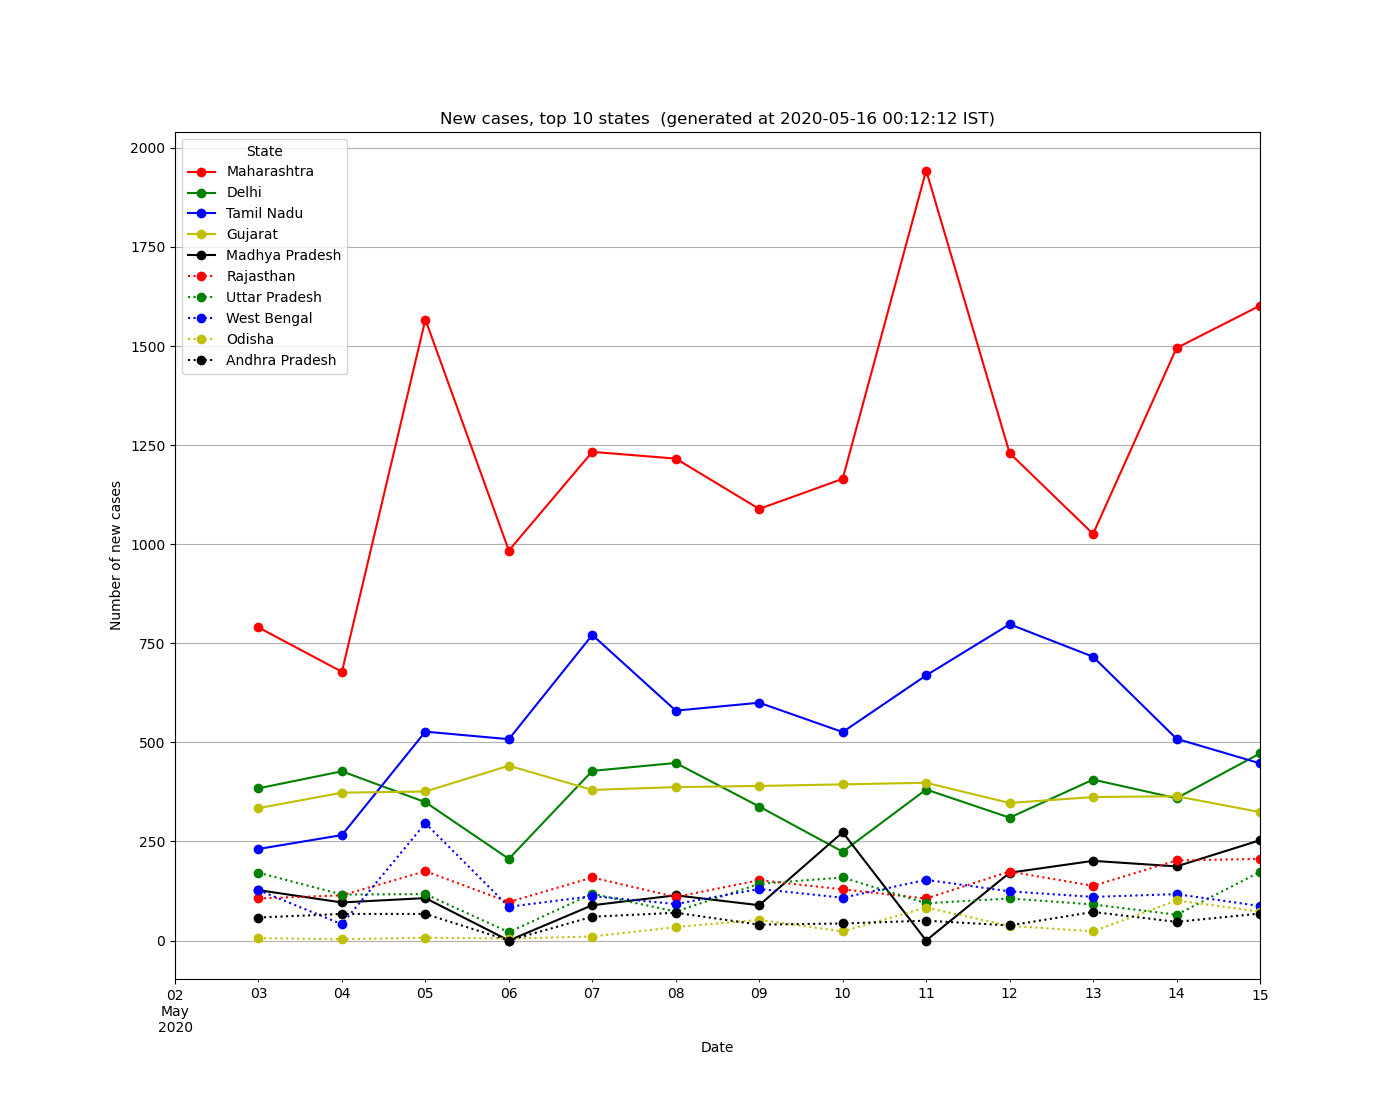 New cases, top 10 states  (generated at 2020-05-16 00:12:12 IST)
State
Maharashtra
Delhi
Tamil Nadu
Gujarat
Madhya Pradesh
Rajasthan
Uttar Pradesh
West Bengal
Odisha
Andhra Pradesh
2000
1750
1500
1250
1000
750
500
250
0
Number of new cases
02 03 04 05 06 07 08 09 10 11 12 13 14 15
May
2020
Date